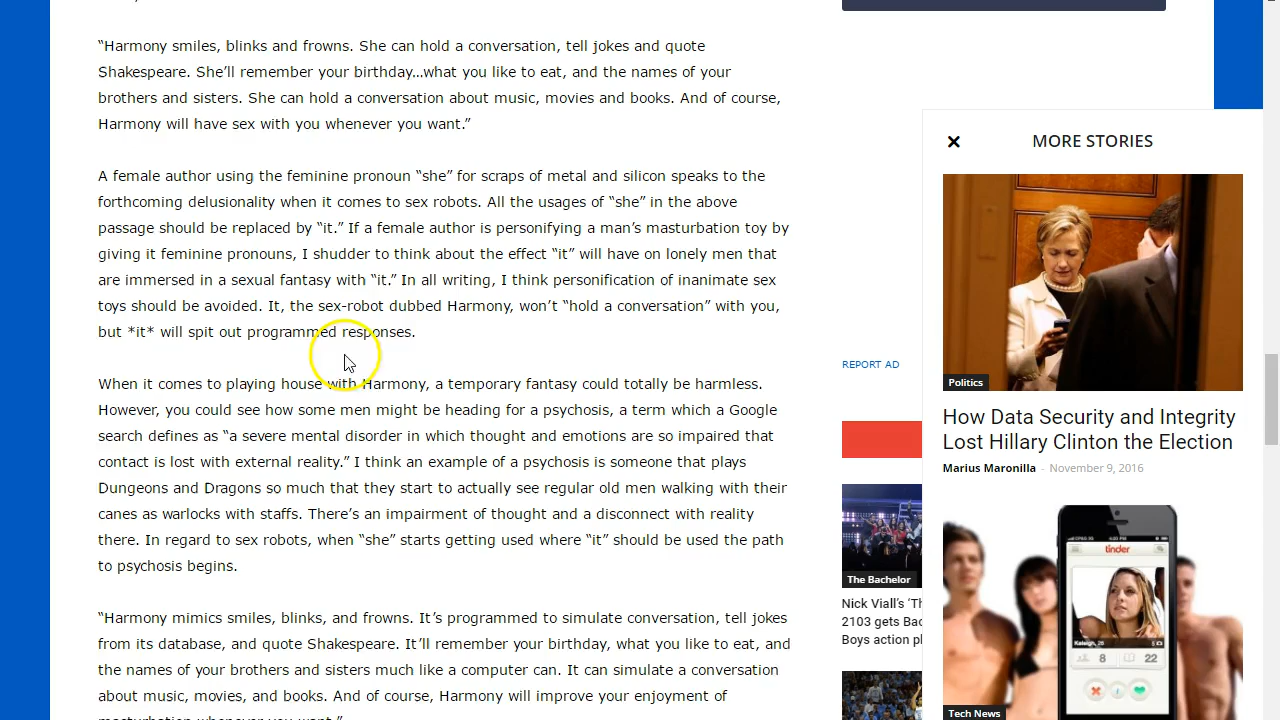 “Harmony smiles, blinks and frowns. She can hold a conversation, tell jokes and quote
Shakespeare. She’ll remember your birthday…what you like to eat, and the names of your
brothers and sisters. She can hold a conversation about music, movies and books. And of course,
Harmony will have sex with you whenever you want.”
A female author using the feminine pronoun “she” for scraps of metal and silicon speaks to the
forthcoming delusionality when it comes to sex robots. All the usages of “she” in the above
passage should be replaced by “it.” If a female author is personifying a man’s masturbation toy by
giving it feminine pronouns, I shudder to think about the effect “it” will have on lonely men that
are immersed in a sexual fantasy with “it.” In all writing, I think personification of inanimate sex
toys should be avoided. It, the sex-robot dubbed Harmony, won’t “hold a conversation” with you,
but *it* will spit out programmed responses.
When it comes to playing house with Harmony, a temporary fantasy could totally be harmless.
However, you could see how some men might be heading for a psychosis, a term which a Google
search defines as “a severe mental disorder in which thought and emotions are so impaired that
contact is lost with external reality.” I think an example of a psychosis is someone that plays
Dungeons and Dragons so much that they start to actually see regular old men walking with their
canes as warlocks with staffs. There’s an impairment of thought and a disconnect with reality
there. In regard to sex robots, when “she” starts getting used where “it” should be used the path
to psychosis begins.
“Harmony mimics smiles, blinks, and frowns. It’s programmed to simulate conversation, tell jokes
from its database, and quote Shakespeare. It’ll remember your birthday, what you like to eat, and
the names of your brothers and sisters like any computer can. It can simulate a conversation
about music, movies, and books. And of course, Harmony will improve your enjoyment of
masturbation whenever you want.”
REPORT AD
The Bachelor
Nick Viall’s ‘Th
2103 gets Bac
Boys action pl
MORE STORIES
Politics
How Data Security and Integrity
Lost Hillary Clinton the Election
Marius Maronilla - November 9, 2016
tinder
Kaleigh, 26
8
22
Tech News